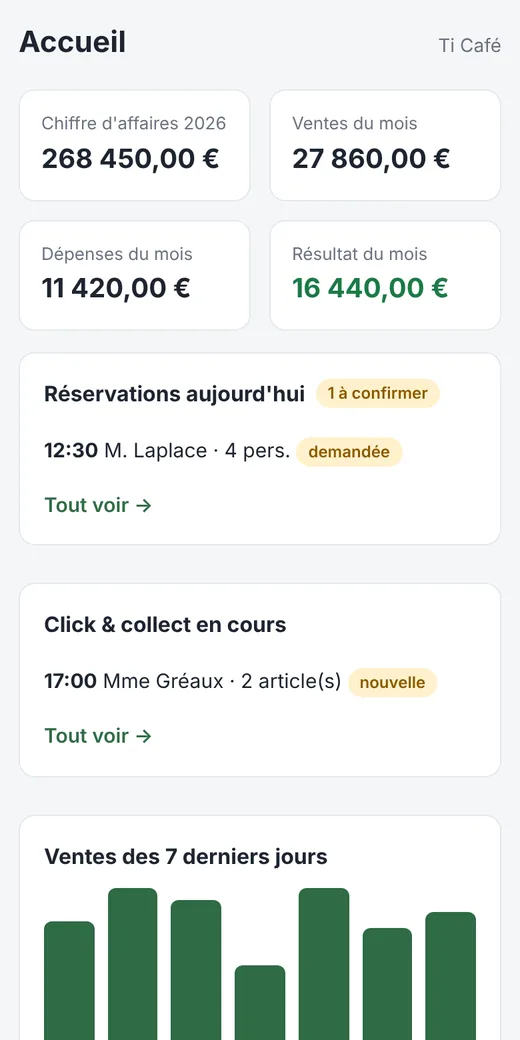 Accueil
Ti Café
Chiffre d'affaires 2026
268 450,00 €
Ventes du mois
27 860,00 €
Dépenses du mois
11 420,00 €
Résultat du mois
16 440,00 €
Réservations aujourd'hui 1 à confirmer
12:30 M. Laplace · 4 pers. demandée
Tout voir →
Click & collect en cours
17:00 Mme Gréaux · 2 article(s) nouvelle
Tout voir →
Ventes des 7 derniers jours